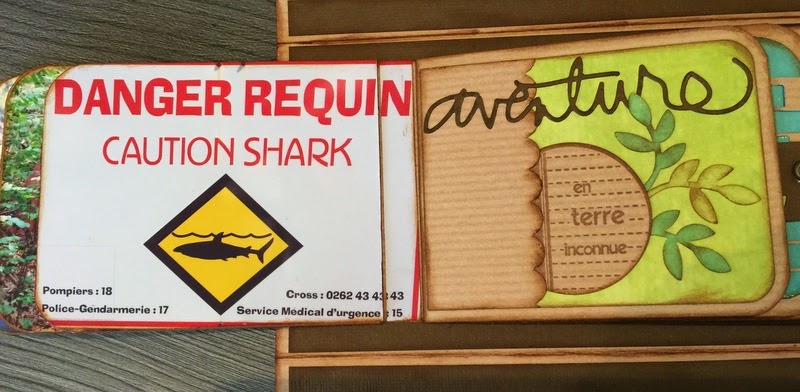 DANGER REQUIN
CAUTION SHARK
Pompiers : 18
Cross : 0262 43 43 43
Police-Gendarmerie : 17
Service Médical d'urgence : 15
aventure
en
terre
inconnue